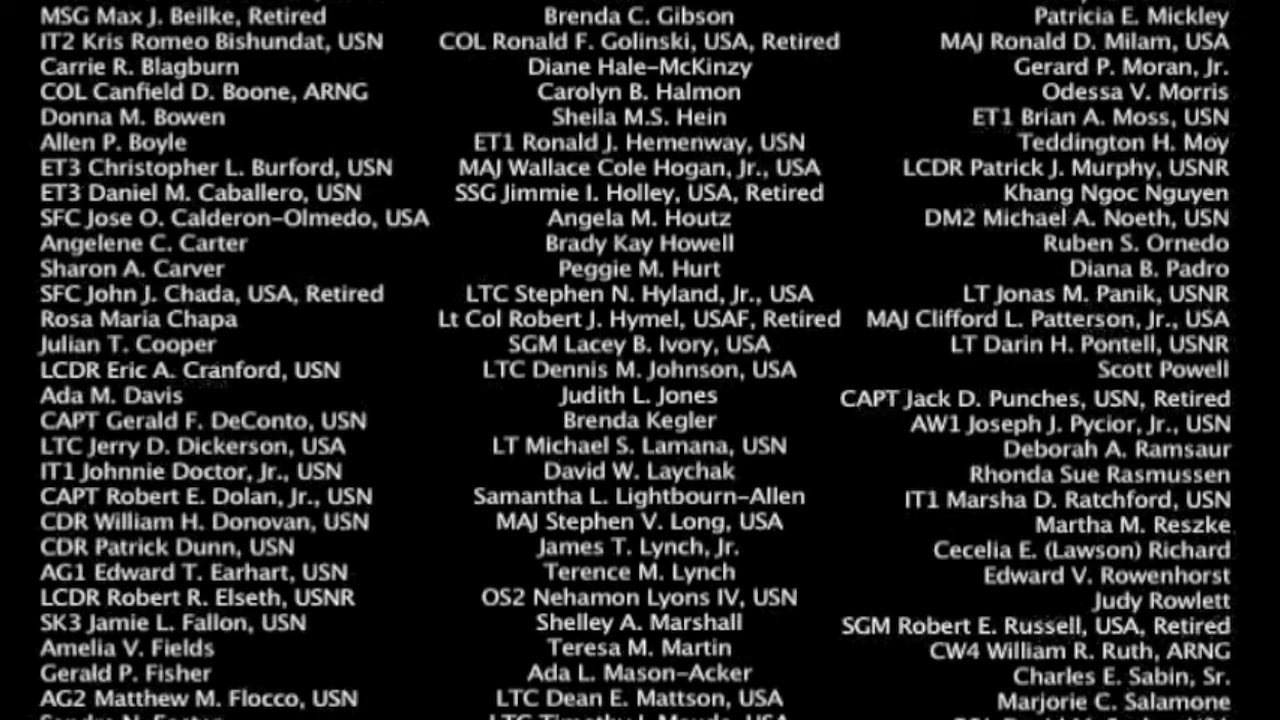 MSG Max J. Beilke, Retired
IT2 Kris Romeo Bishundat, USN
Carrie R. Blagburn
COL Canfield D. Boone, ARNG
Donna M. Bowen
Allen P. Boyle
ET3 Christopher L. Burford, USN
ET3 Daniel M. Caballero, USN
SFC Jose O. Calderon-Olmedo, USA
Angelene C. Carter
Sharon A. Carver
SFC John J. Chada, USA, Retired
Rosa Maria Chapa
Julian T. Cooper
LCDR Eric A. Cranford, USN
Ada M. Davis
CAPT Gerald F. DeConto, USN
LTC Jerry D. Dickerson, USA
IT1 Johnnie Doctor, Jr., USN
CAPT Robert E. Dolan, Jr., USN
CDR William H. Donovan, USN
CDR Patrick Dunn, USN
AG1 Edward T. Earhart, USN
LCDR Robert R. Elseth, USNR
SK3 Jamie L. Fallon, USN
Amelia V. Fields
Gerald P. Fisher
AG2 Matthew M. Flocco, USN
Brenda C. Gibson
COL Ronald F. Golinski, USA, Retired
Diane Hale-McKinzy
Carolyn B. Halmon
Sheila M.S. Hein
ET1 Ronald J. Hemenway, USN
MAJ Wallace Cole Hogan, Jr., USA
SSG Jimmie I. Holley, USA, Retired
Angela M. Houtz
Brady Kay Howell
Peggie M. Hurt
LTC Stephen N. Hyland, Jr., USA
Lt Col Robert J. Hymel, USAF, Retired
SGM Lacey B. Ivory, USA
LTC Dennis M. Johnson, USA
Judith L. Jones
Brenda Kegler
LT Michael S. Lamana, USN
David W. Laychak
Samantha L. Lightbourn-Allen
MAJ Stephen V. Long, USA
James T. Lynch, Jr.
Terence M. Lynch
OS2 Nehamon Lyons IV, USN
Shelley A. Marshall
Teresa M. Martin
Ada L. Mason-Acker
LTC Dean E. Mattson, USA
Patricia E. Mickley
MAJ Ronald D. Milam, USA
Gerard P. Moran, Jr.
Odessa V. Morris
ET1 Brian A. Moss, USN
Teddington H. Moy
LCDR Patrick J. Murphy, USNR
Khang Ngoc Nguyen
DM2 Michael A. Noeth, USN
Ruben S. Ornedo
Diana B. Padro
LT Jonas M. Panik, USNR
MAJ Clifford L. Patterson, Jr., USA
LT Darin H. Pontell, USNR
Scott Powell
CAPT Jack D. Punches, USN, Retired
AW1 Joseph J. Pycior, Jr., USN
Deborah A. Ramsaur
Rhonda Sue Rasmussen
IT1 Marsha D. Ratchford, USN
Martha M. Reszke
Cecelia E. (Lawson) Richard
Edward V. Rowenhorst
Judy Rowlett
SGM Robert E. Russell, USA, Retired
CW4 William R. Ruth, ARNG
Charles E. Sabin, Sr.
Marjorie C. Salamone